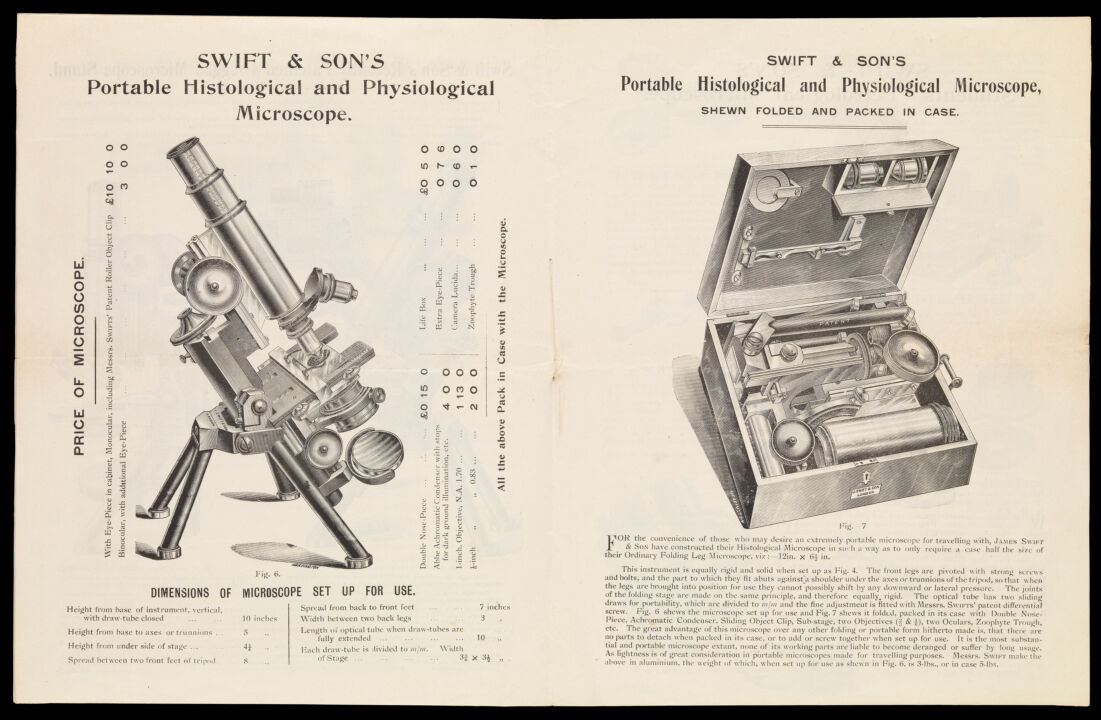 SWIFT & SON'S
Portable Histological and Physiological
Microscope.
PRICE OF MICROSCOPE.
With Eye-Piece in cabinet, Monocular, including Messrs. SWIFTS' Patent Roller Object Clip £10 10 0
Binocular, with additional Eye-Piece ... ... 3 0 0
Double Nose-Piece ... ... ... £0 15 0
Abbe Achromatic Condenser with stops
for dark ground illumination, etc. 4 0 0
1-inch Objective, N.A. 1.70 ... ... 1 13 0
¼-inch „ „ 0.83 ... ... 2 0 0
Life Box ... ... ... £0 5 0
Extra Eye-Piece ... ... 0 7 6
Camera Lucida... ... ... 0 6 0
Zoophyte Trough ... ... 0 1 0
All the above Pack in Case with the Microscope.
Fig. 6.
DIMENSIONS OF MICROSCOPE SET UP FOR USE.
Height from base of instrument, vertical,
with draw-tube closed ... ... 10 inches
Height from base to axes or trunnions ... 5 „
Height from under side of stage ... ... 4¼ „
Spread between two front feet of tripod 8 „
Spread from back to front feet ... ... 7 inches
Width between two back legs ... ... 3 „
Length of optical tube when draw-tubes are
fully extended ... ... ... ... 10 „
Each draw-tube is divided to m/m. Width
of Stage ... ... ... ... 3¾ × 3½ „
SWIFT & SON'S
Portable Histological and Physiological Microscope,
SHEWN FOLDED AND PACKED IN CASE.
PATENT
J. SWIFT & SON
LONDON
Fig. 7
FOR the convenience of those who may desire an extremely portable microscope for travelling with, JAMES SWIFT
& SON have constructed their Histological Microscope in such a way as to only require a case half the size of
their Ordinary Folding Leg Microscope, viz:—12in. × 6½ in.
This instrument is equally rigid and solid when set up as Fig. 4. The front legs are pivoted with strong screws
and bolts, and the part to which they fit abuts against a shoulder under the axes or trunnions of the tripod, so that when
the legs are brought into position for use they cannot possibly shift by any downward or lateral pressure. The joints
of the folding stage are made on the same principle, and therefore equally rigid. The optical tube has two sliding
draws for portability, which are divided to m/m and the fine adjustment is fitted with Messrs. SWIFTS' patent differential
screw. Fig. 6 shews the microscope set up for use and Fig. 7 shews it folded, packed in its case with Double Nose-
Piece, Achromatic Condenser, Sliding Object Clip, Sub-stage, two Objectives (⅔ & ¼), two Oculars, Zoophyte Trough,
etc. The great advantage of this microscope over any other folding or portable form hitherto made is, that there are
no parts to detach when packed in its case, or to add or screw together when set up for use. It is the most substan-
tial and portable microscope extant, none of its working parts are liable to become deranged or suffer by long usage.
As lightness is of great consideration in portable microscopes made for travelling purposes. Messrs. SWIFT make the
above in aluminium, the weight of which, when set up for use as shewn in Fig. 6, is 3-lbs., or in case 5-lbs.